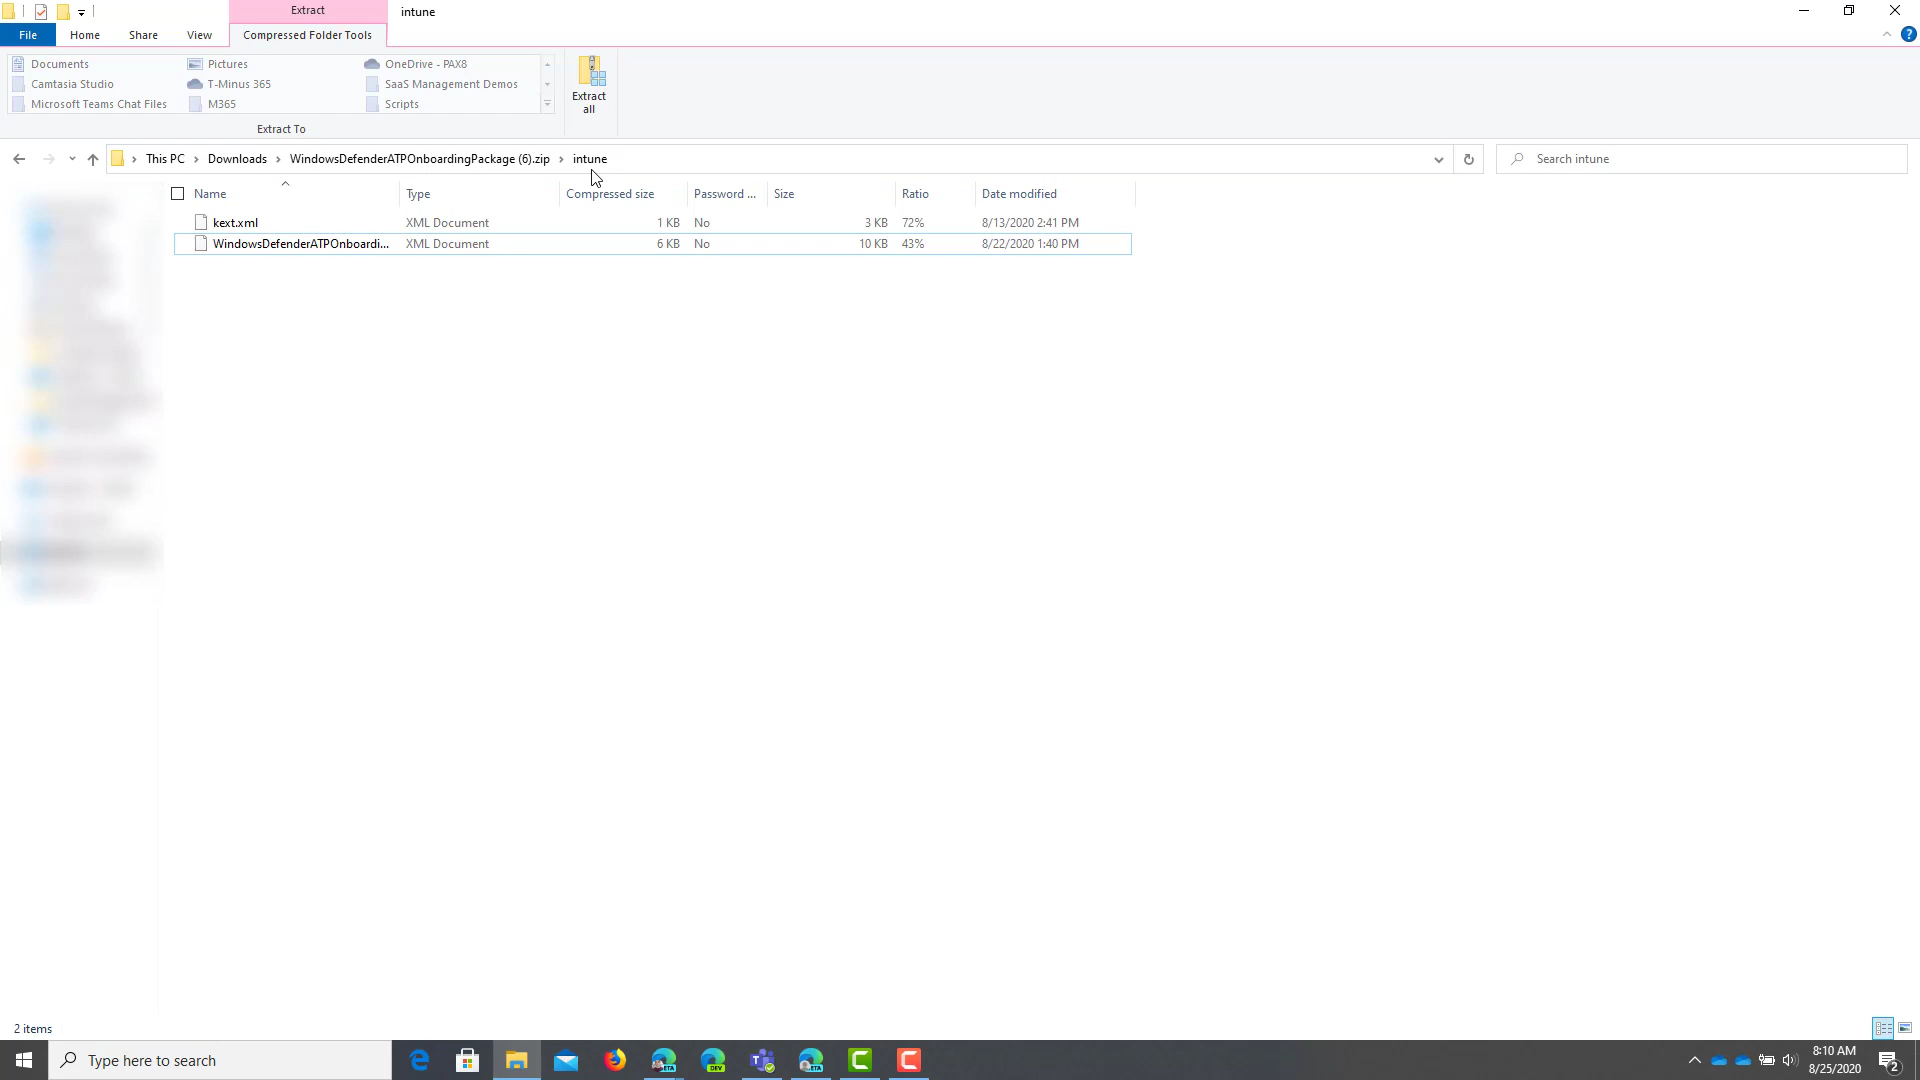 Extract
intune
File
Home
Share
View
Compressed Folder Tools
Documents
Pictures
OneDrive - PAX8
Camtasia Studio
T-Minus 365
SaaS Management Demos
Microsoft Teams Chat Files
M365
Scripts
Extract
all
Extract To
This PC
Downloads
WindowsDefenderATPOnboardingPackage (6).zip
intune
Search intune
Name
Type
Compressed size
Password ...
Size
Ratio
Date modified
kext.xml XML Document 1 KB No 3 KB 72% 8/13/2020 2:41 PM
WindowsDefenderATPOnboardi... XML Document 6 KB No 10 KB 43% 8/22/2020 1:40 PM
2 items
Type here to search
BETA
DEV
BETA
8:10 AM
8/25/2020
2